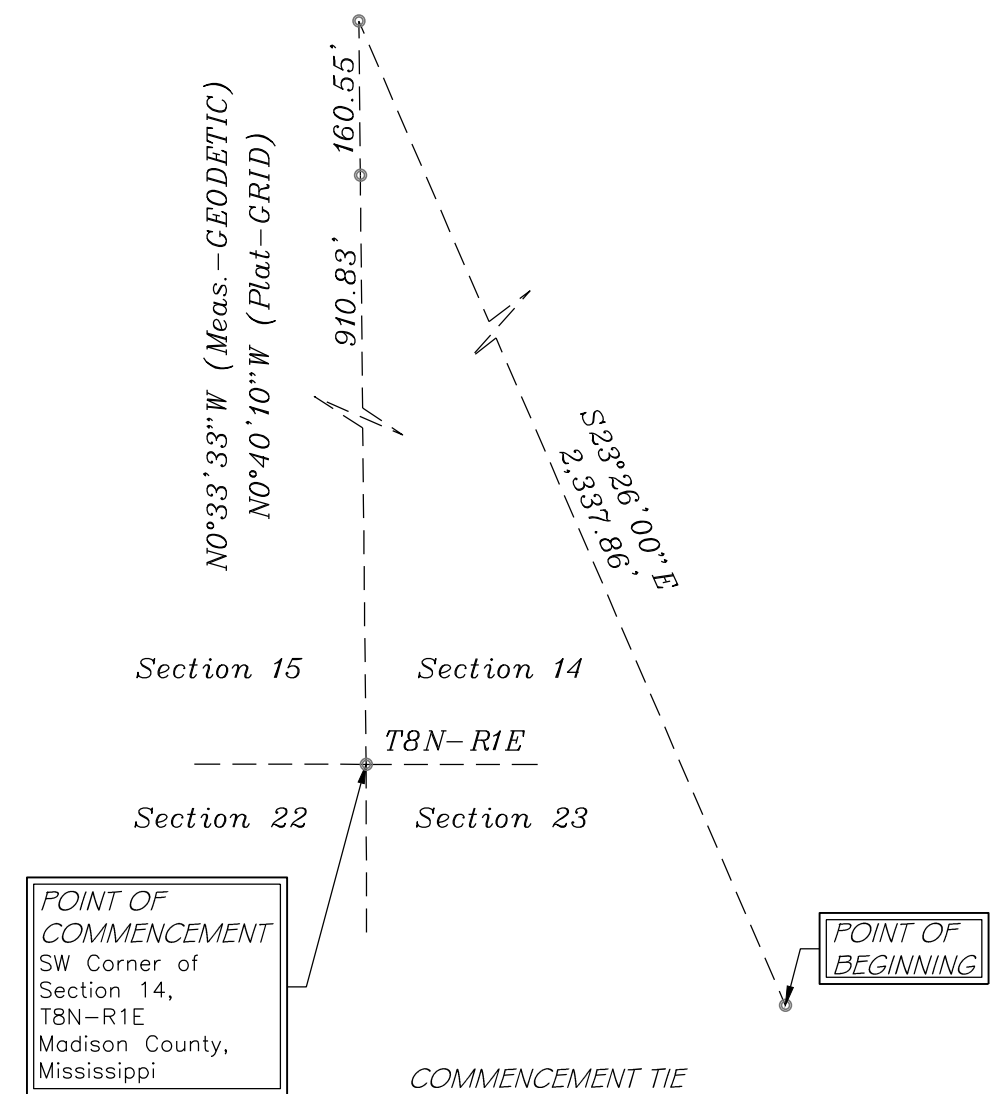 160.55'
N0°33'33"W (Meas.-GEODETIC)
N0°40'10"W (Plat-GRID)
910.83'
S23°26'00"E
2,337.86'
Section 15
Section 14
T8N-R1E
Section 22
Section 23
POINT OF
COMMENCEMENT
SW Corner of
Section 14,
T8N-R1E
Madison County,
Mississippi
POINT OF
BEGINNING
COMMENCEMENT TIE